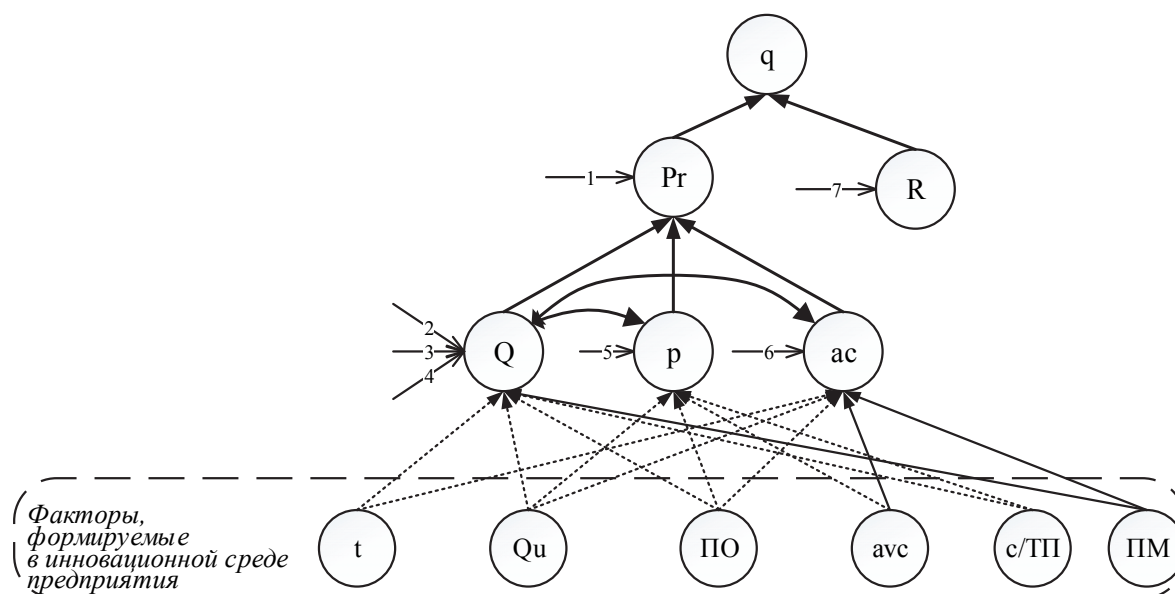 q
Pr
R
1
7
2
3
4
Q
5
p
6
ac
Факторы,
формируемые
в инновационной среде
предприятия
t
Qu
ПО
avc
с/ТП
ПМ